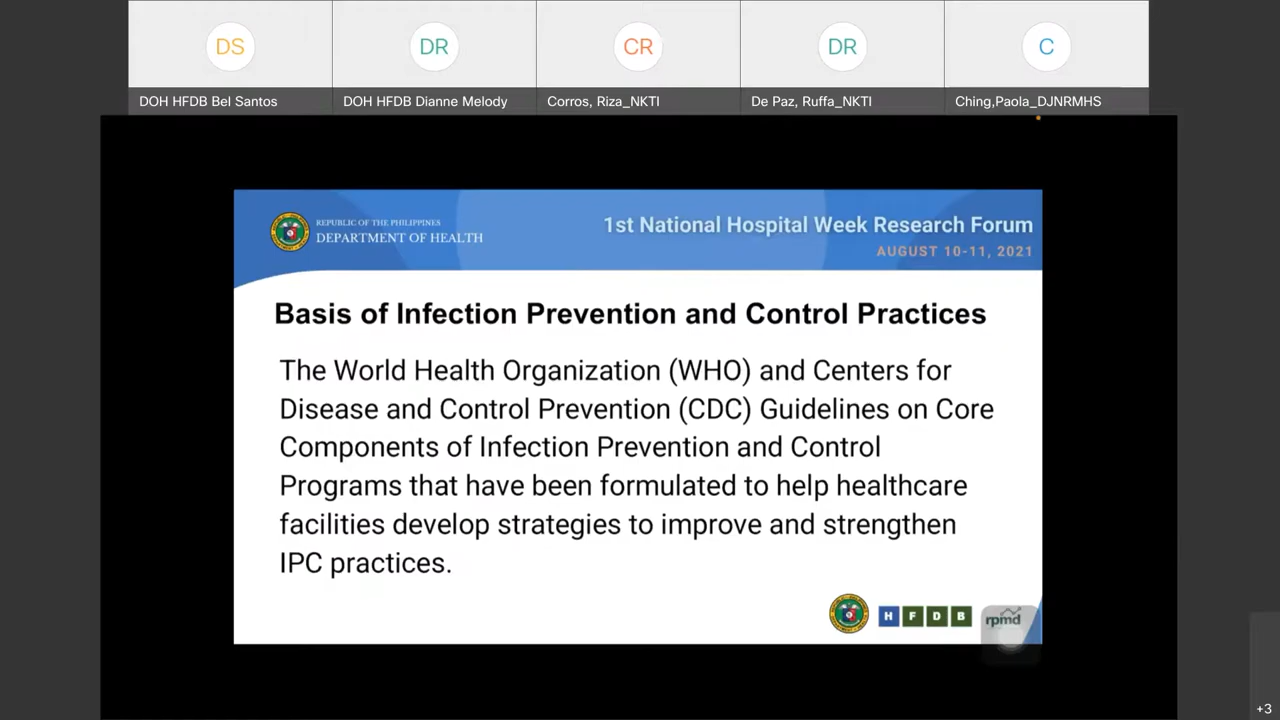 DS
DR
CR
DR
C
DOH HFDB Bel Santos
DOH HFDB Dianne Melody
Corros, Riza_NKTI
De Paz, Ruffa_NKTI
Ching,Paola_DJNRMHS
REPUBLIC OF THE PHILIPPINES
DEPARTMENT OF HEALTH
1st National Hospital Week Research Forum
AUGUST 10-11, 2021
Basis of Infection Prevention and Control Practices
The World Health Organization (WHO) and Centers for
Disease and Control Prevention (CDC) Guidelines on Core
Components of Infection Prevention and Control
Programs that have been formulated to help healthcare
facilities develop strategies to improve and strengthen
IPC practices.
H F D B
rpmd
+3